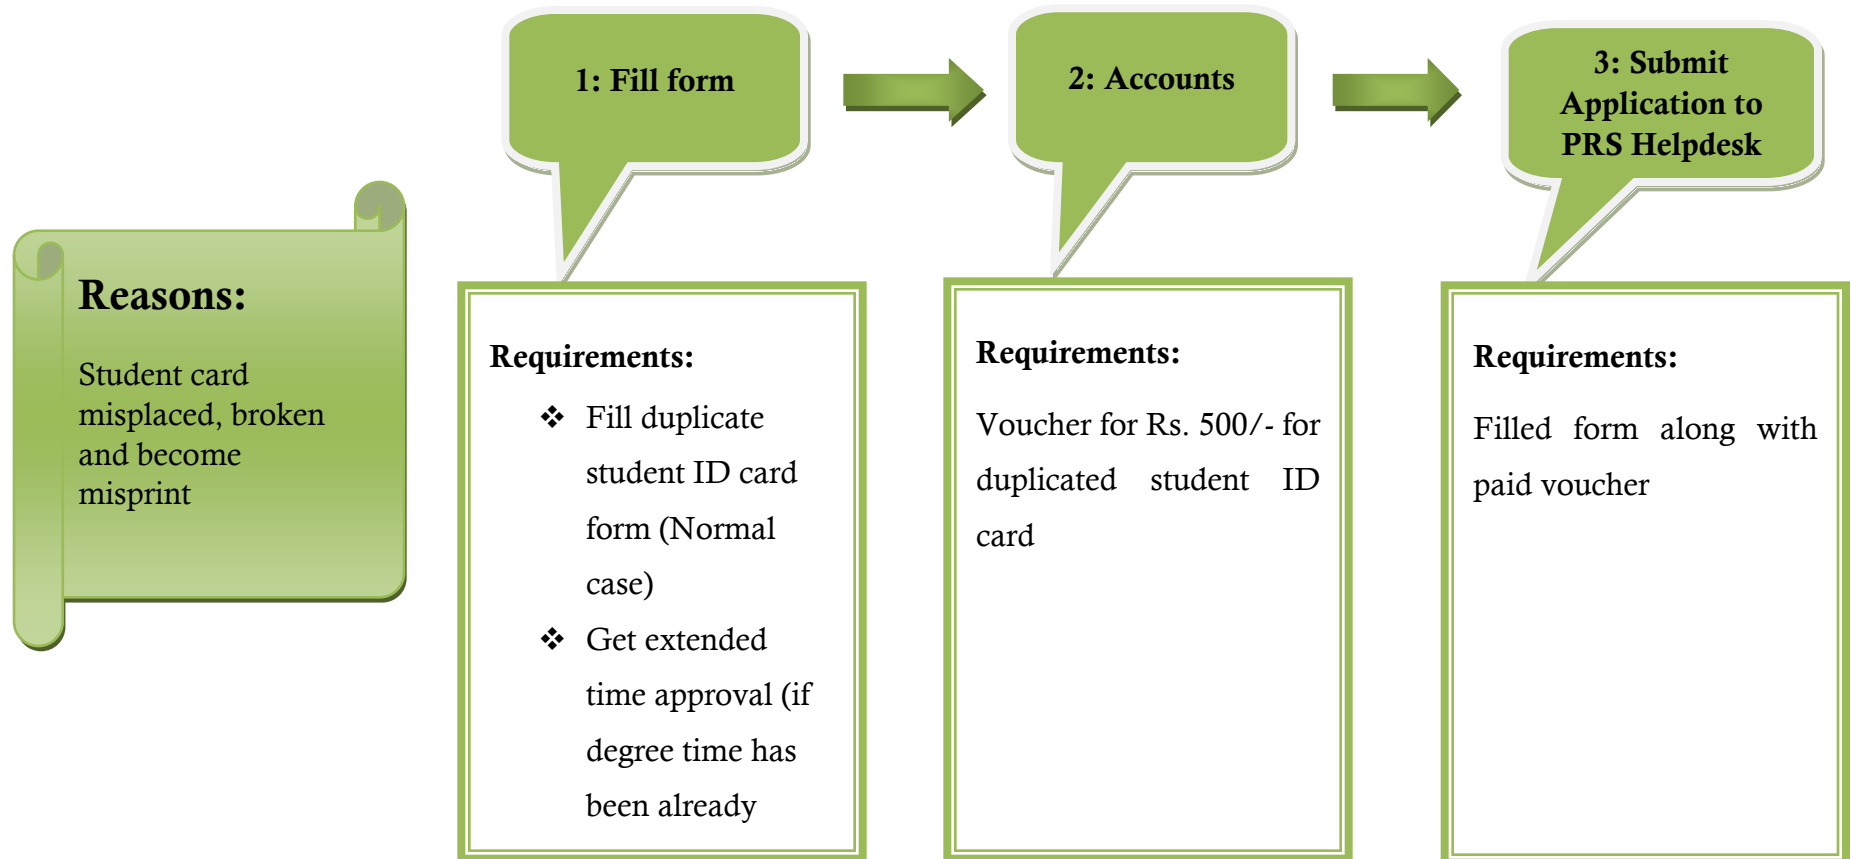 Reasons:
Student card
misplaced, broken
and become
misprint
1: Fill form
Requirements:
❖ Fill duplicate
student ID card
form (Normal
case)
❖ Get extended
time approval (if
degree time has
been already
2: Accounts
Requirements:
Voucher for Rs. 500/- for
duplicated student ID
card
3: Submit
Application to
PRS Helpdesk
Requirements:
Filled form along with
paid voucher